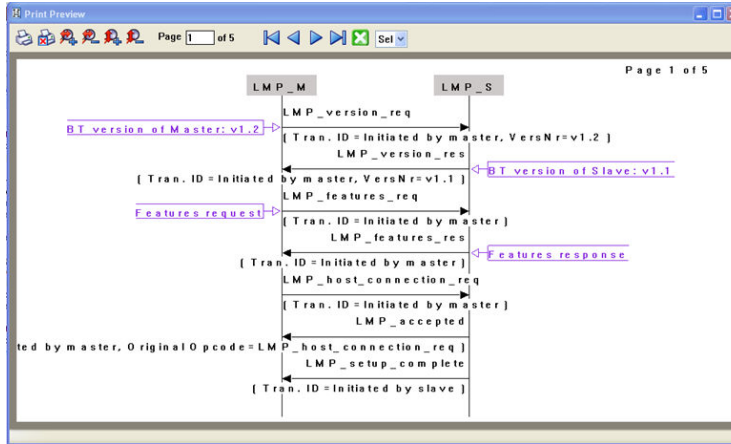 Print Preview
Page 1 of 5 Sel
Page 1 of 5
LMP_M LMP_S
LMP_version_req
BT version of Master: v1.2
[ Tran. ID = Initiated by master, VersNr=v1.2 ]
LMP_version_res
BT version of Slave: v1.1
[ Tran. ID = Initiated by master, VersNr=v1.1 ]
LMP_features_req
Features request
[ Tran. ID = Initiated by master ]
LMP_features_res
Features response
[ Tran. ID = Initiated by master ]
LMP_host_connection_req
[ Tran. ID = Initiated by master ]
LMP_accepted
ted by master, OriginalOpcode=LMP_host_connection_req ]
LMP_setup_complete
[ Tran. ID = Initiated by slave ]